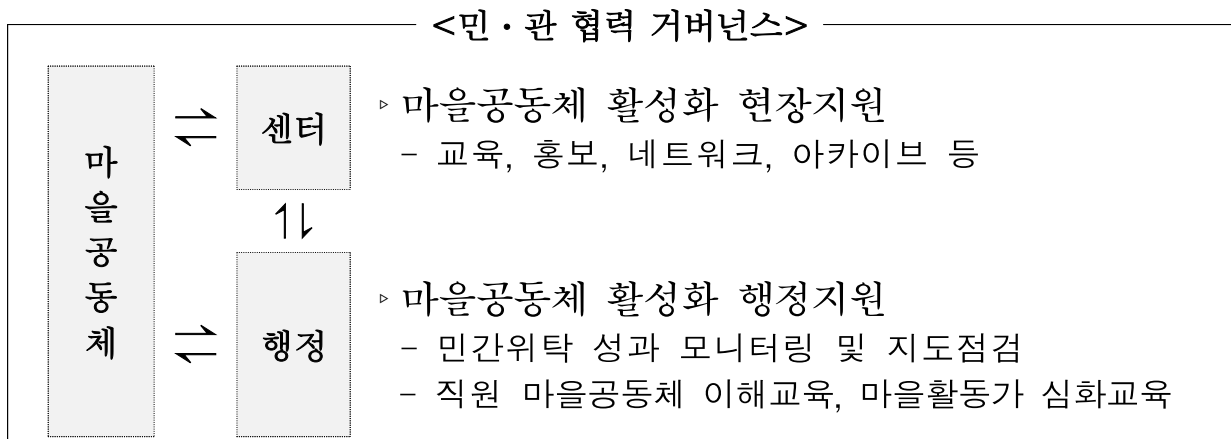 <민·관 협력 거버넌스>
마을공동체
센터
▹ 마을공동체 활성화 현장지원
- 교육, 홍보, 네트워크, 아카이브 등
행정
▹ 마을공동체 활성화 행정지원
- 민간위탁 성과 모니터링 및 지도점검
- 직원 마을공동체 이해교육, 마을활동가 심화교육